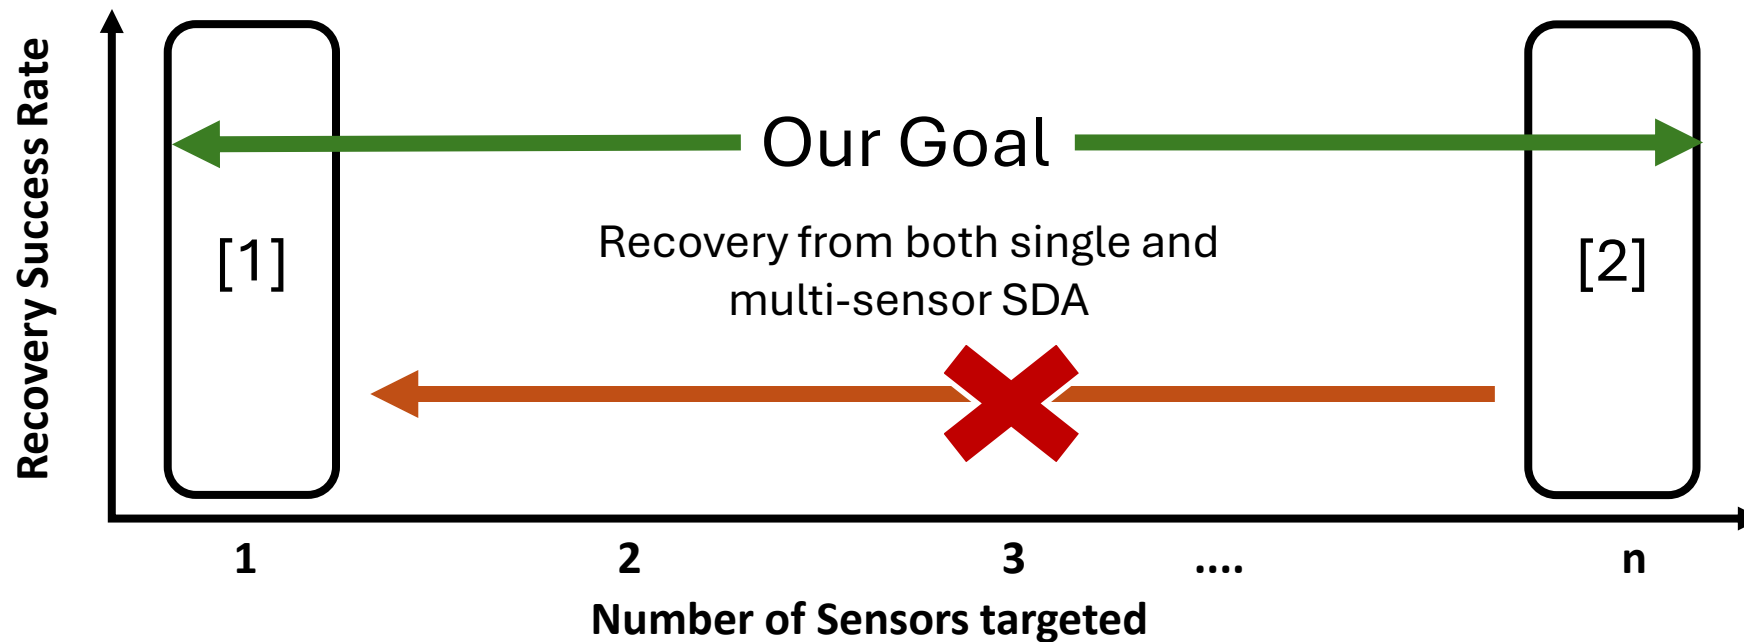 Recovery Success Rate
Our Goal
[1]
[2]
Recovery from both single and
multi-sensor SDA
1 2 3 .... n
Number of Sensors targeted